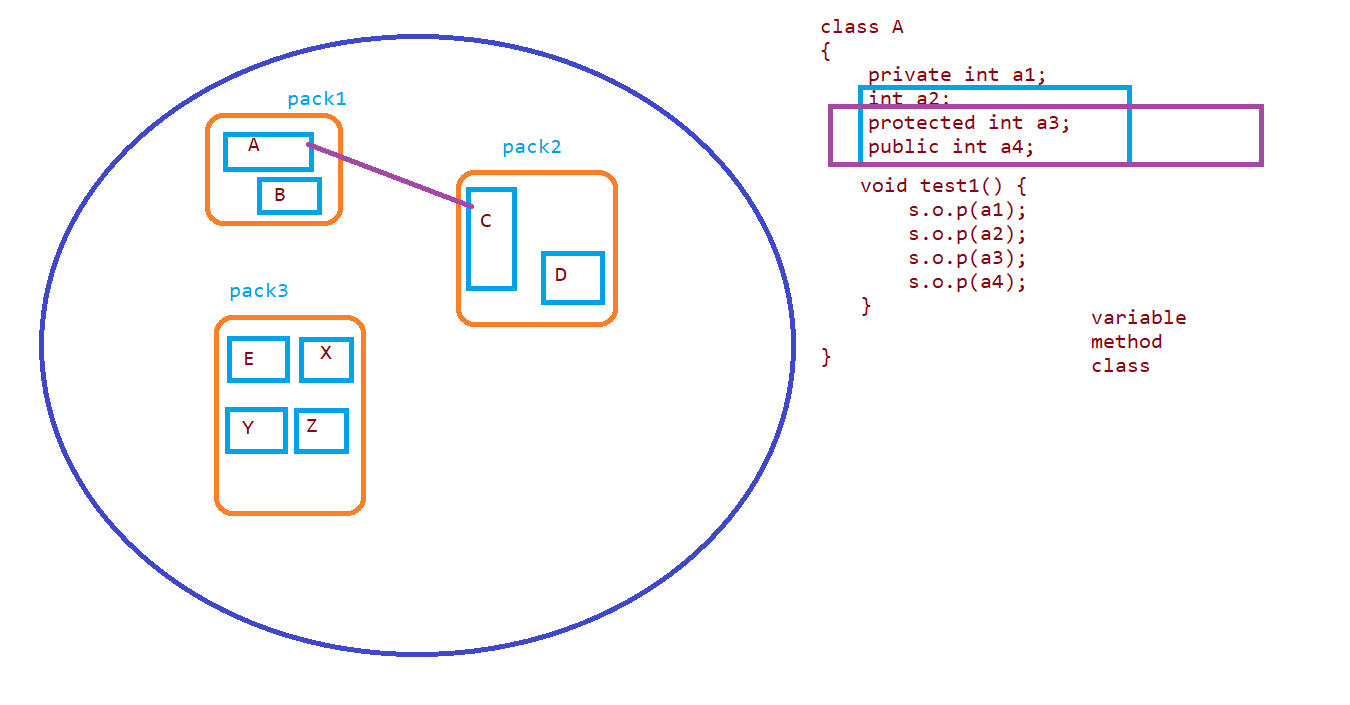 pack1
A
B
pack2
C
D
pack3
E
X
Y
Z
class A
{
private int a1;
int a2;
protected int a3;
public int a4;
void test1() {
s.o.p(a1);
s.o.p(a2);
s.o.p(a3);
s.o.p(a4);
}
}
variable
method
class